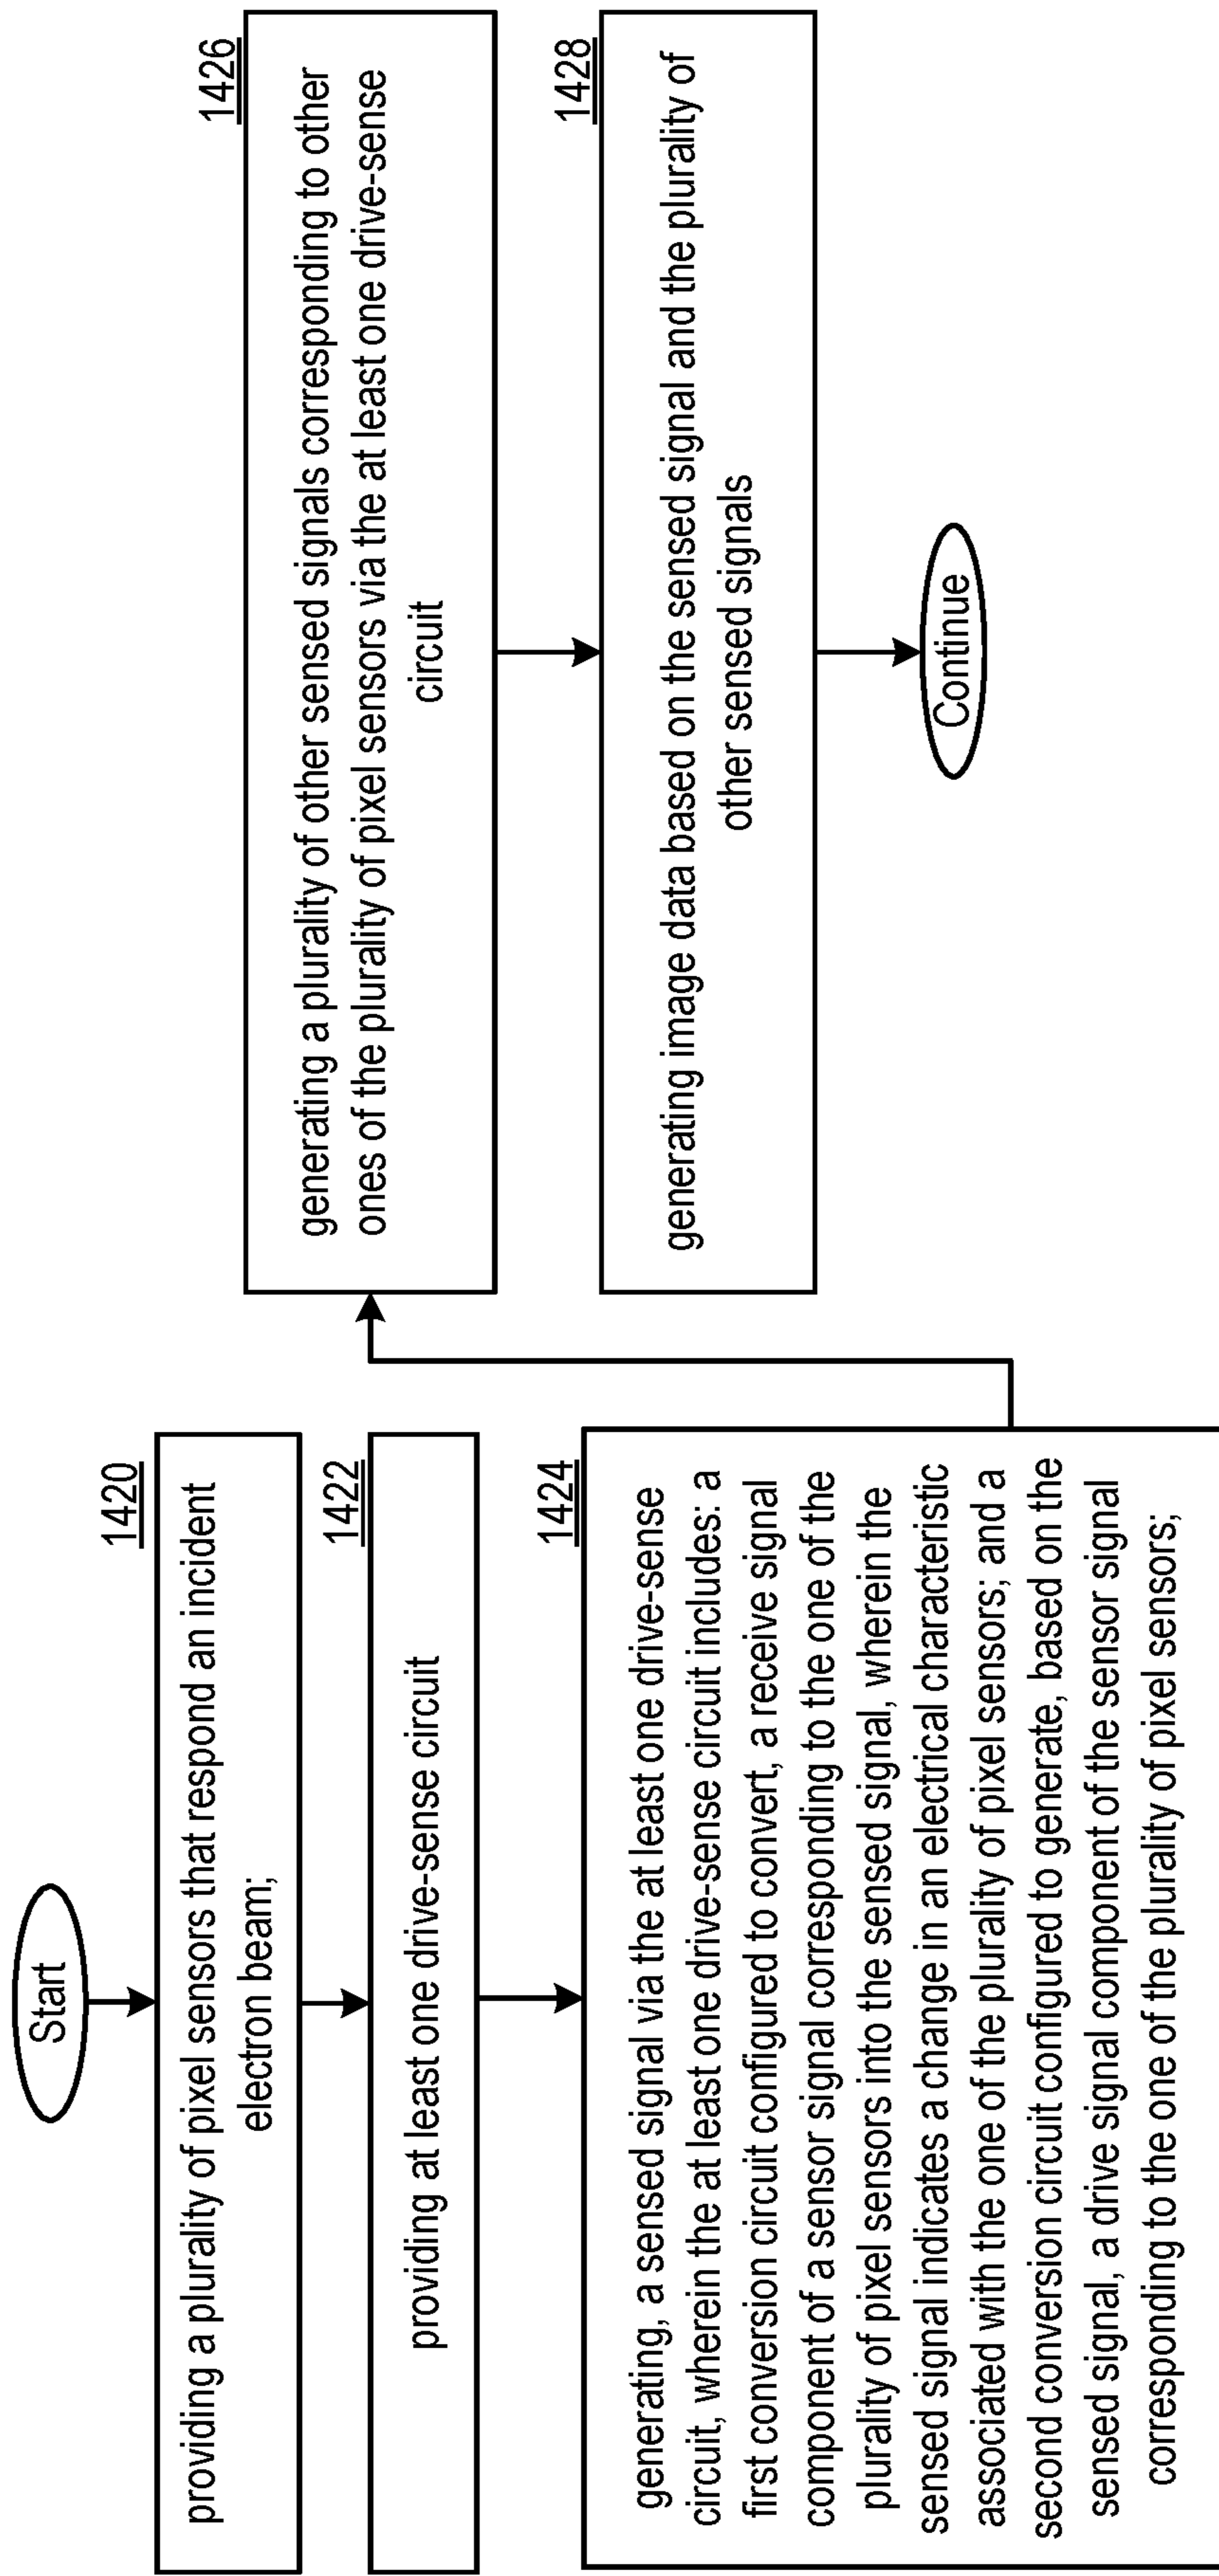 Start
1420
providing a plurality of pixel sensors that respond an incident
electron beam;
1422
providing at least one drive-sense circuit
1424
generating, a sensed signal via the at least one drive-sense
circuit, wherein the at least one drive-sense circuit includes: a
first conversion circuit configured to convert, a receive signal
component of a sensor signal corresponding to the one of the
plurality of pixel sensors into the sensed signal, wherein the
sensed signal indicates a change in an electrical characteristic
associated with the one of the plurality of pixel sensors; and a
second conversion circuit configured to generate, based on the
sensed signal, a drive signal component of the sensor signal
corresponding to the one of the plurality of pixel sensors;
1426
generating a plurality of other sensed signals corresponding to other
ones of the plurality of pixel sensors via the at least one drive-sense
circuit
1428
generating image data based on the sensed signal and the plurality of
other sensed signals
Continue